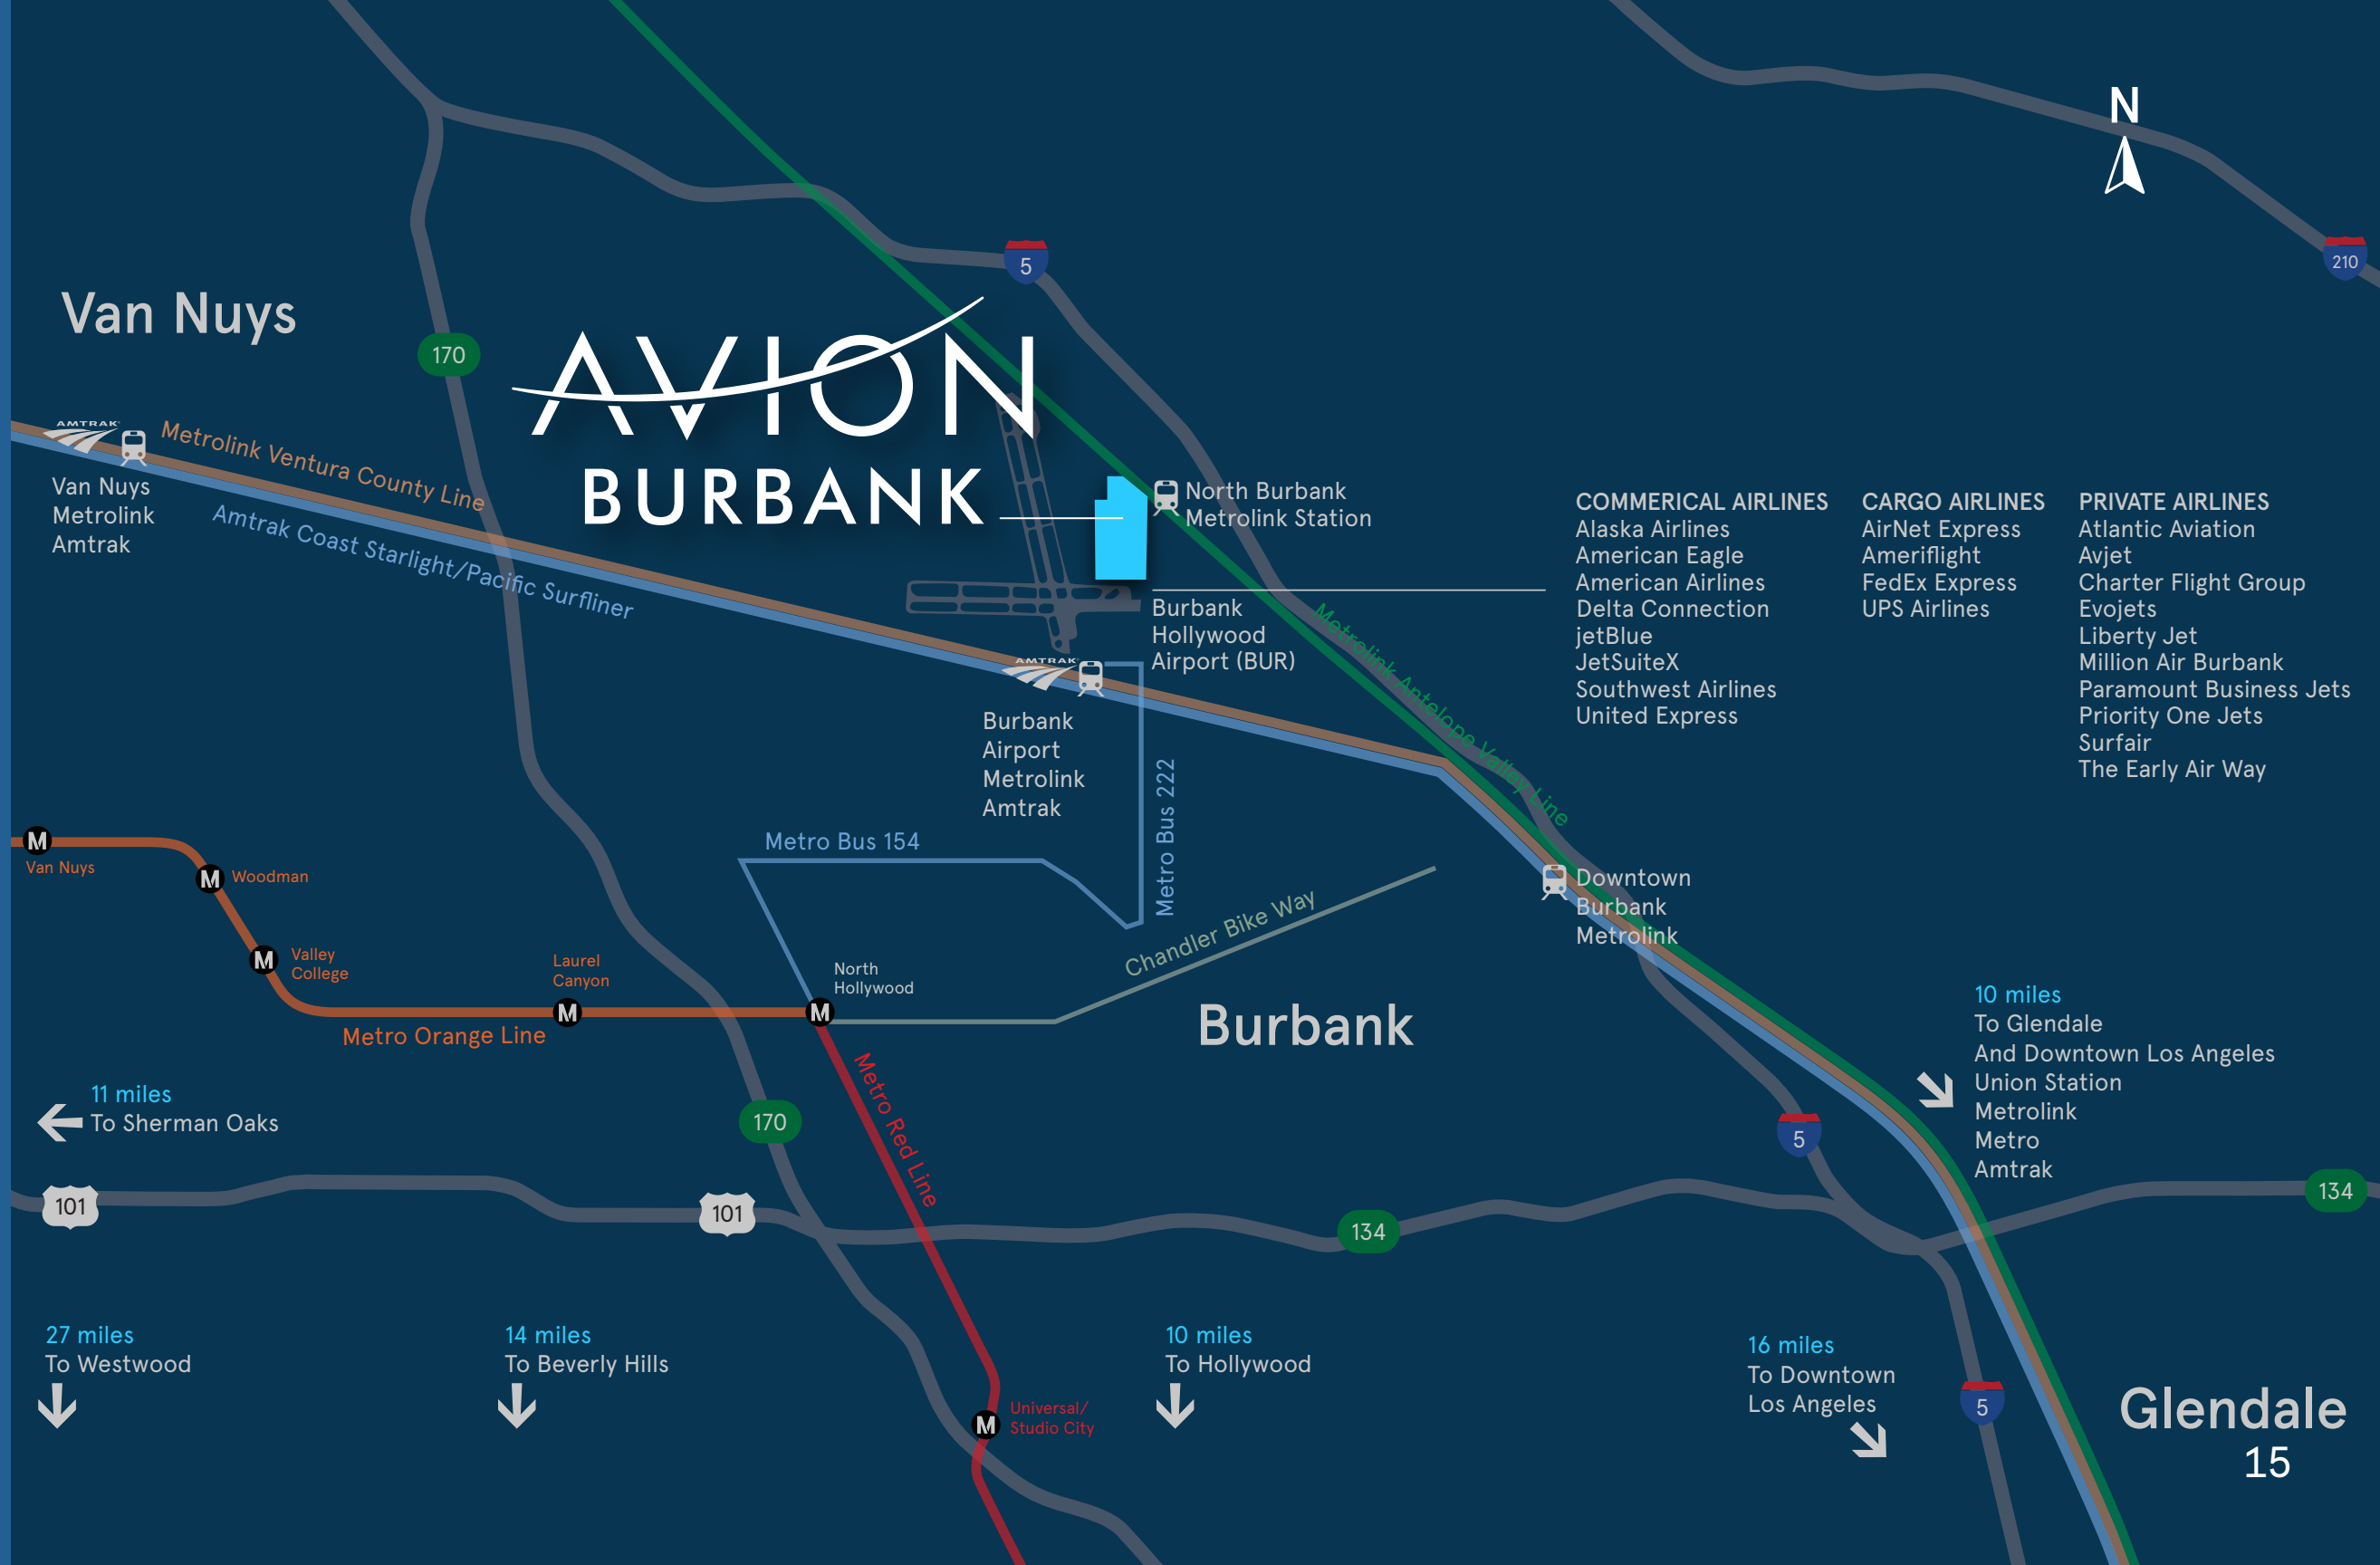 N
5
210
Van Nuys
170
AVION
BURBANK
AMTRAK
Metrolink Ventura County Line
Van Nuys
Metrolink
Amtrak
Amtrak Coast Starlight/Pacific Surfliner
North Burbank
Metrolink Station
COMMERICAL AIRLINES
Alaska Airlines
American Eagle
American Airlines
Delta Connection
jetBlue
JetSuiteX
Southwest Airlines
United Express
CARGO AIRLINES
AirNet Express
Ameriflight
FedEx Express
UPS Airlines
PRIVATE AIRLINES
Atlantic Aviation
Avjet
Charter Flight Group
Evojets
Liberty Jet
Million Air Burbank
Paramount Business Jets
Priority One Jets
Surfair
The Early Air Way
Burbank
Hollywood
Airport (BUR)
Metrolink Antelope Valley Line
AMTRAK
Burbank
Airport
Metrolink
Amtrak
Metro Bus 222
Metro Bus 154
M
Van Nuys
M
Woodman
M
Valley
College
Laurel
Canyon
M
North
Hollywood
M
Metro Orange Line
Chandler Bike Way
Downtown
Burbank
Metrolink
Burbank
Metro Red Line
10 miles
To Glendale
And Downtown Los Angeles
Union Station
Metrolink
Metro
Amtrak
11 miles
To Sherman Oaks
170
5
101
101
134
134
27 miles
To Westwood
14 miles
To Beverly Hills
10 miles
To Hollywood
16 miles
To Downtown
Los Angeles
M
Universal/
Studio City
5
Glendale
15